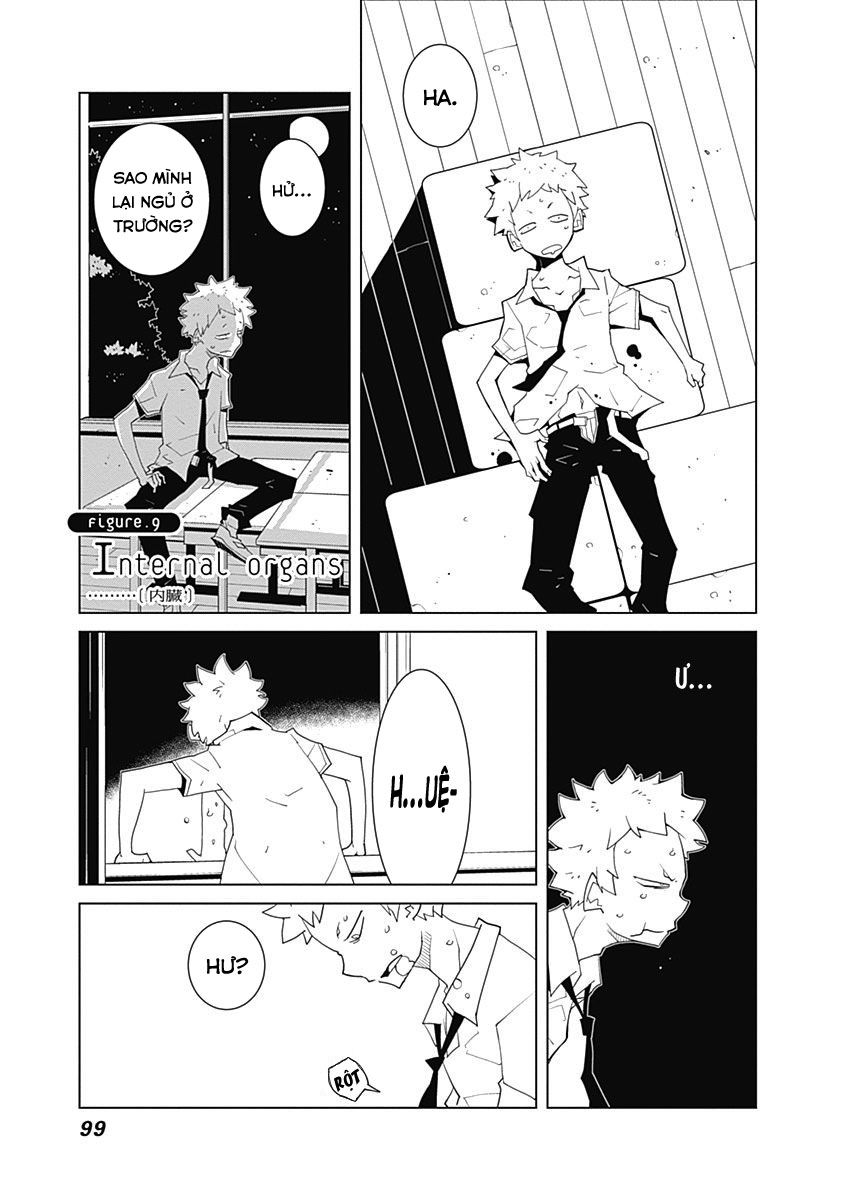 HA.
HỬ...
SAO MÌNH
LẠI NGỦ Ở
TRƯỜNG?
Figure.9
Internal organs
………〔内臓〕
Ư...
H...UỆ-
HƯ?
RỘT
99